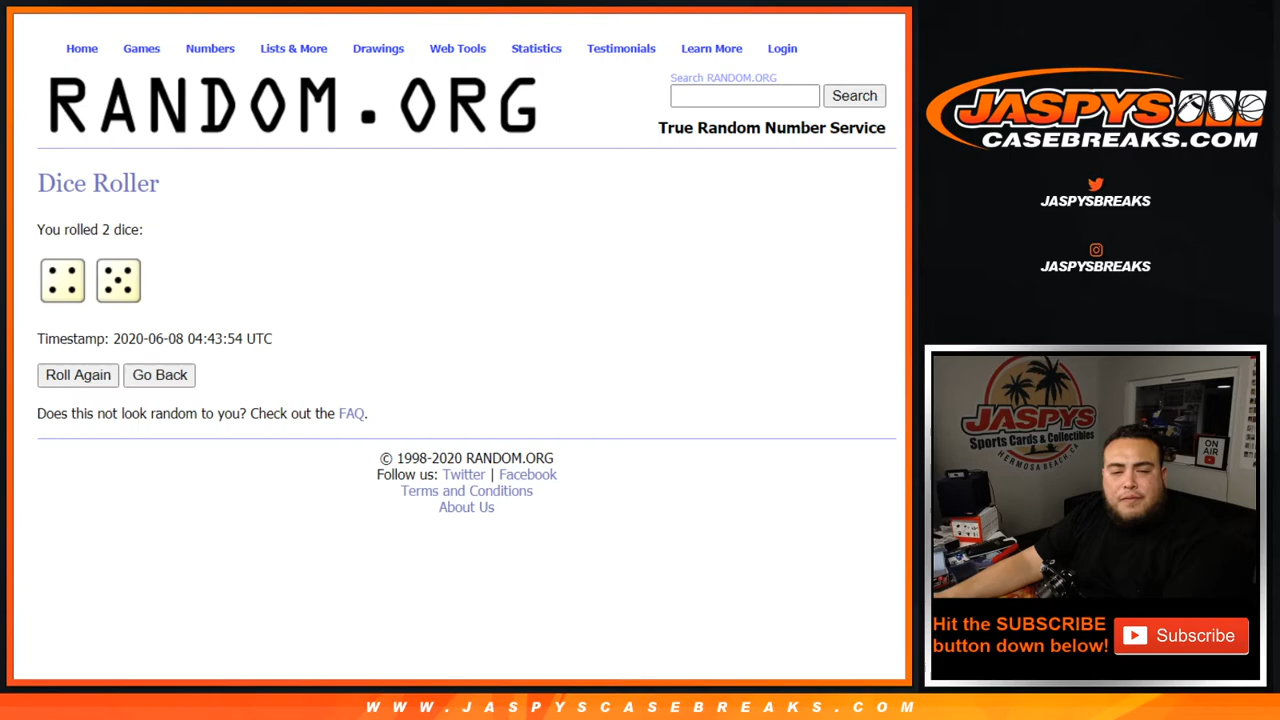 Home Games Numbers Lists & More Drawings Web Tools Statistics Testimonials Learn More Login
RANDOM.ORG
Search RANDOM.ORG
Search
True Random Number Service
Dice Roller
You rolled 2 dice:
Timestamp: 2020-06-08 04:43:54 UTC
Roll Again Go Back
Does this not look random to you? Check out the FAQ.
© 1998-2020 RANDOM.ORG
Follow us: Twitter | Facebook
Terms and Conditions
About Us
JASPYS
CASEBREAKS.COM
JASPYSBREAKS
JASPYSBREAKS
JASPYS
Sports Cards & Collectibles
HERMOSA BEACH, CA
ON
AIR
Hit the SUBSCRIBE
button down below!
Subscribe
WWW.JASPYSCASEBREAKS.COM